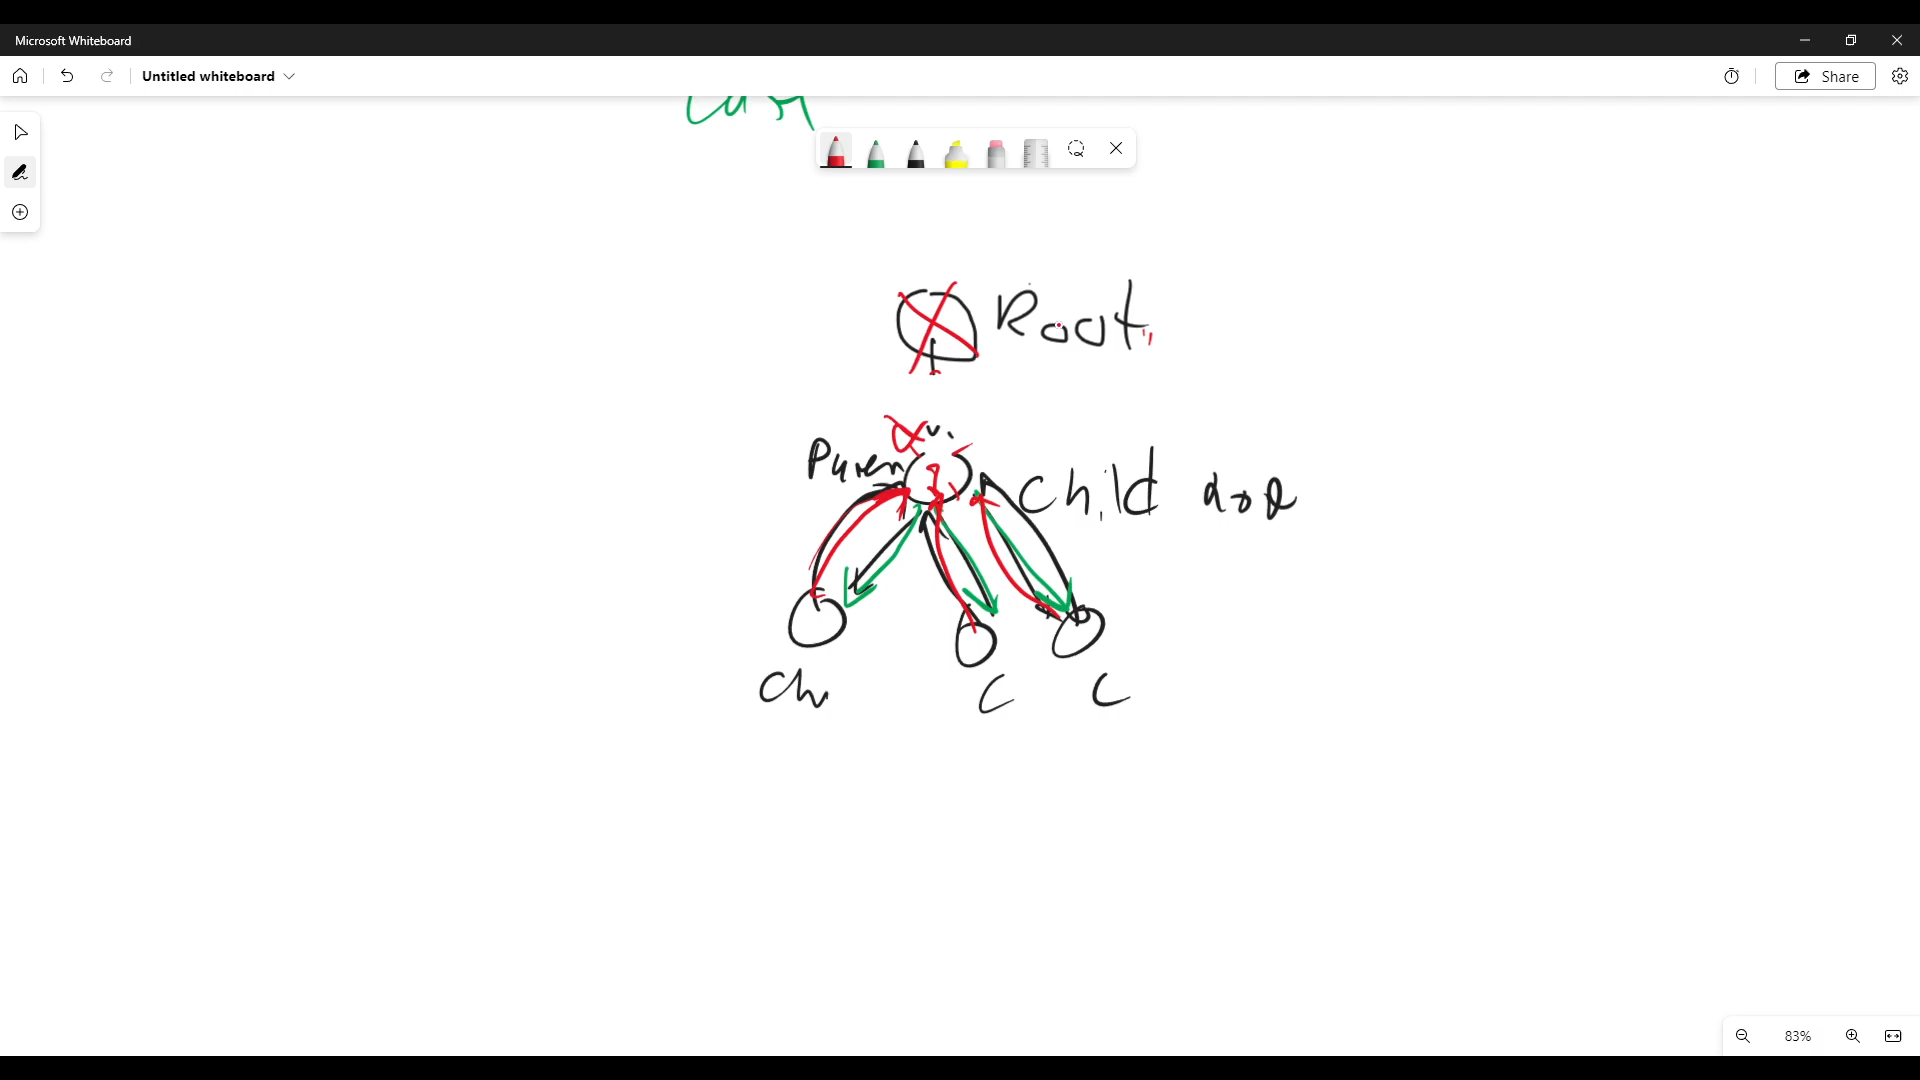 Microsoft Whiteboard
Untitled whiteboard
Share
Root
Paren
Child
Ch
C
C
83%